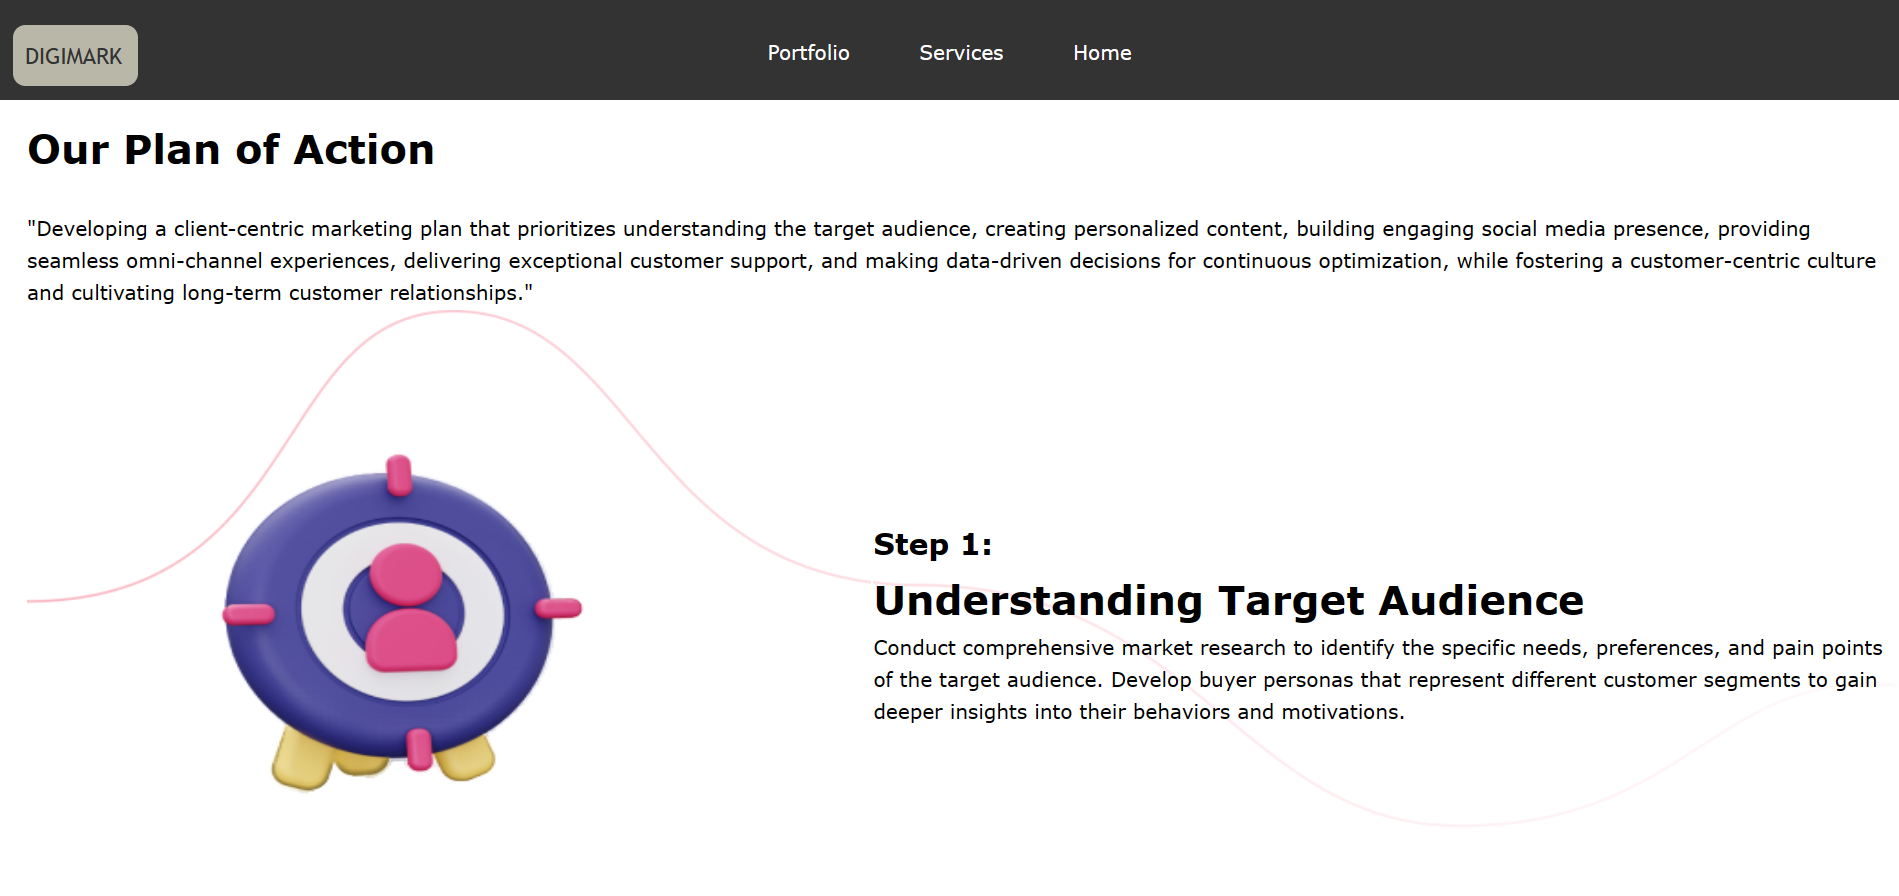 DIGIMARK
Portfolio Services Home
Our Plan of Action
"Developing a client-centric marketing plan that prioritizes understanding the target audience, creating personalized content, building engaging social media presence, providing
seamless omni-channel experiences, delivering exceptional customer support, and making data-driven decisions for continuous optimization, while fostering a customer-centric culture
and cultivating long-term customer relationships."
Step 1:
Understanding Target Audience
Conduct comprehensive market research to identify the specific needs, preferences, and pain points
of the target audience. Develop buyer personas that represent different customer segments to gain
deeper insights into their behaviors and motivations.